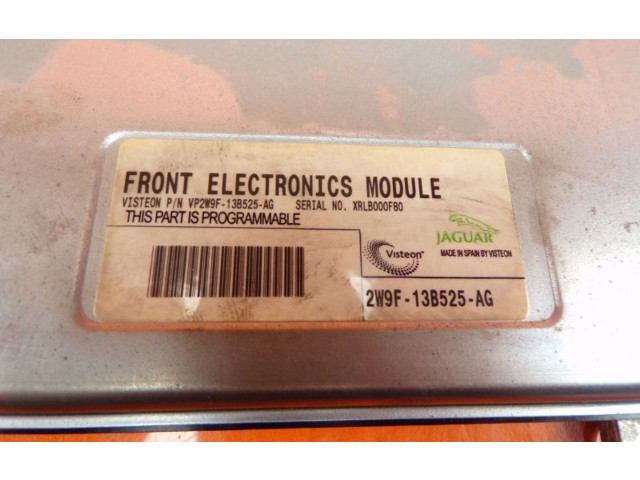 FRONT ELECTRONICS MODULE
VISTEON P/N VP2W9F-13B525-AG SERIAL NO. XRLB000F80
THIS PART IS PROGRAMMABLE
Visteon®
JAGUAR
MADE IN SPAIN BY VISTEON
2W9F-13B525-AG